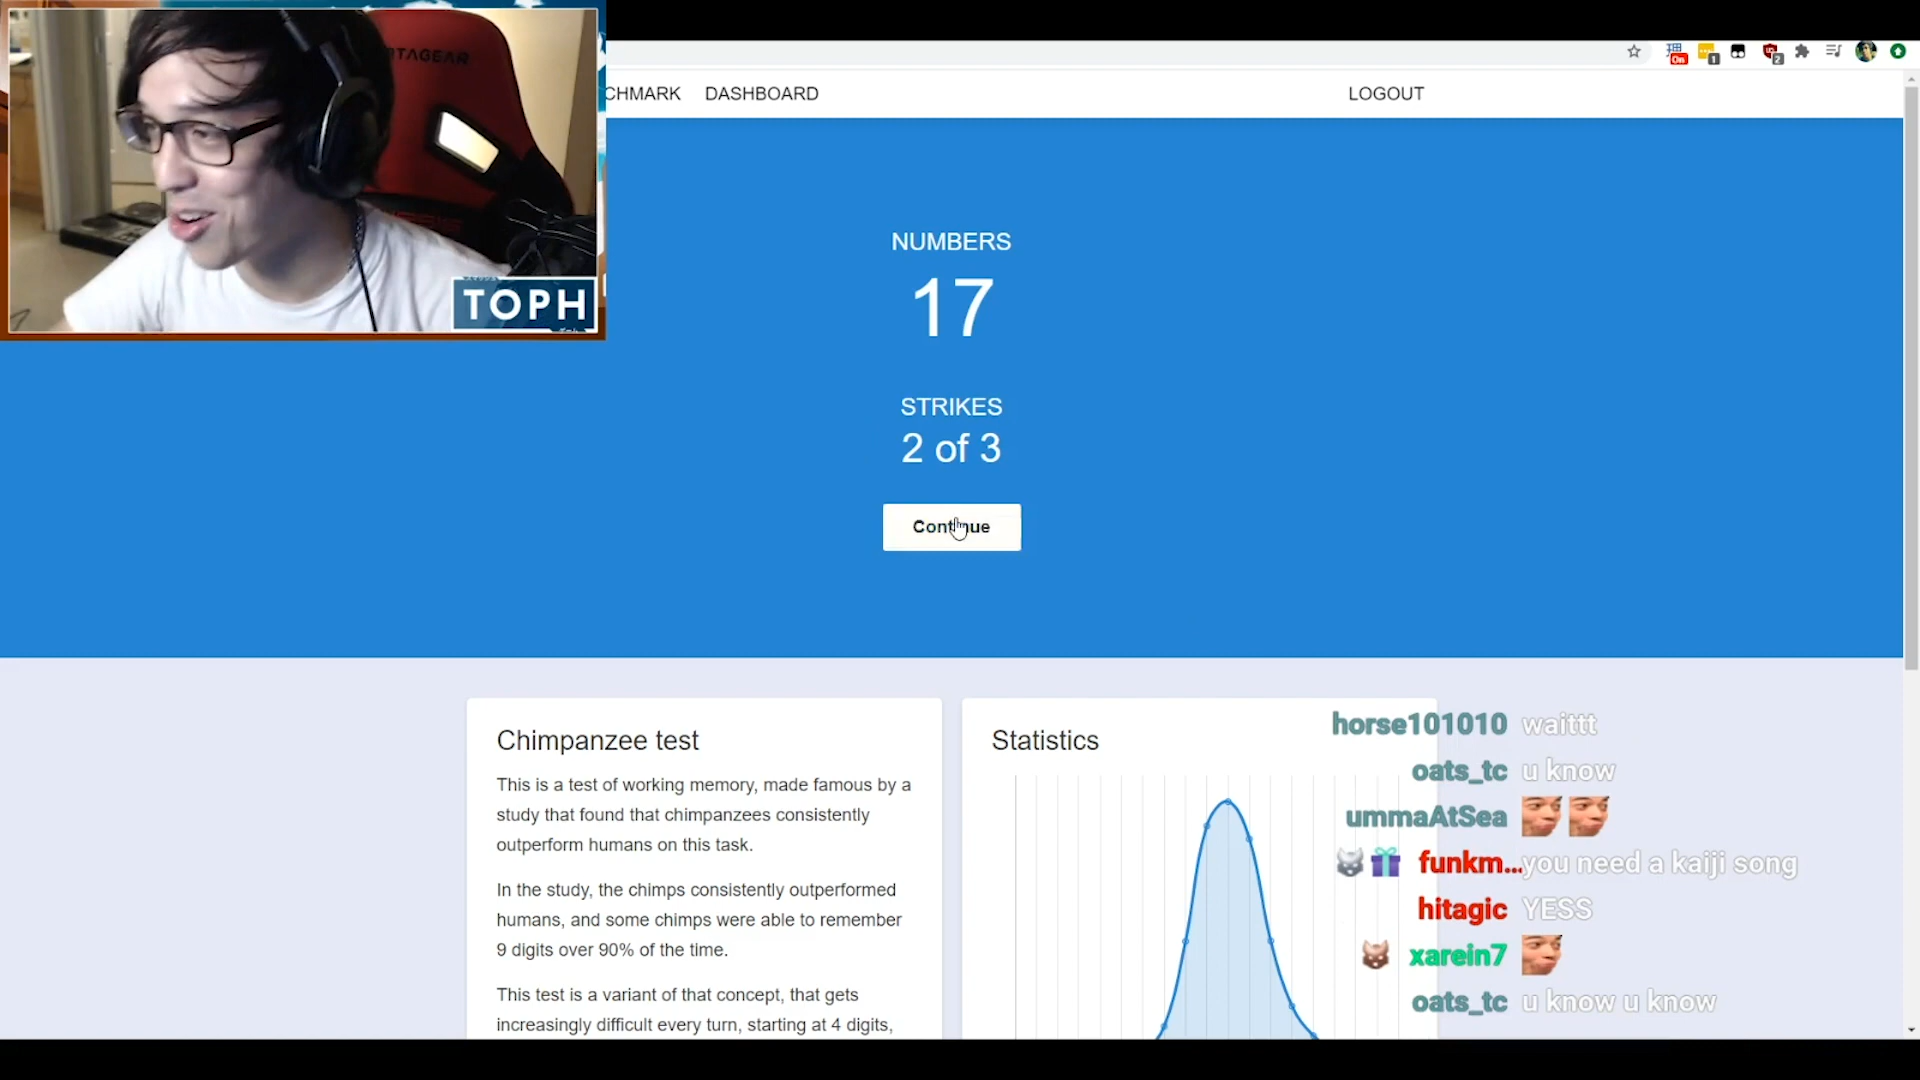 TAGEAR
TOPH
CHMARK DASHBOARD LOGOUT
On
1
2
NUMBERS
17
STRIKES
2 of 3
Continue
Chimpanzee test
This is a test of working memory, made famous by a
study that found that chimpanzees consistently
outperform humans on this task.
In the study, the chimps consistently outperformed
humans, and some chimps were able to remember
9 digits over 90% of the time.
This test is a variant of that concept, that gets
increasingly difficult every turn, starting at 4 digits,
Statistics
horse101010 waittt
oats_tc u know
ummaAtSea
funkm... you need a kaiji song
hitagic YESS
xarein7
oats_tc u know u know